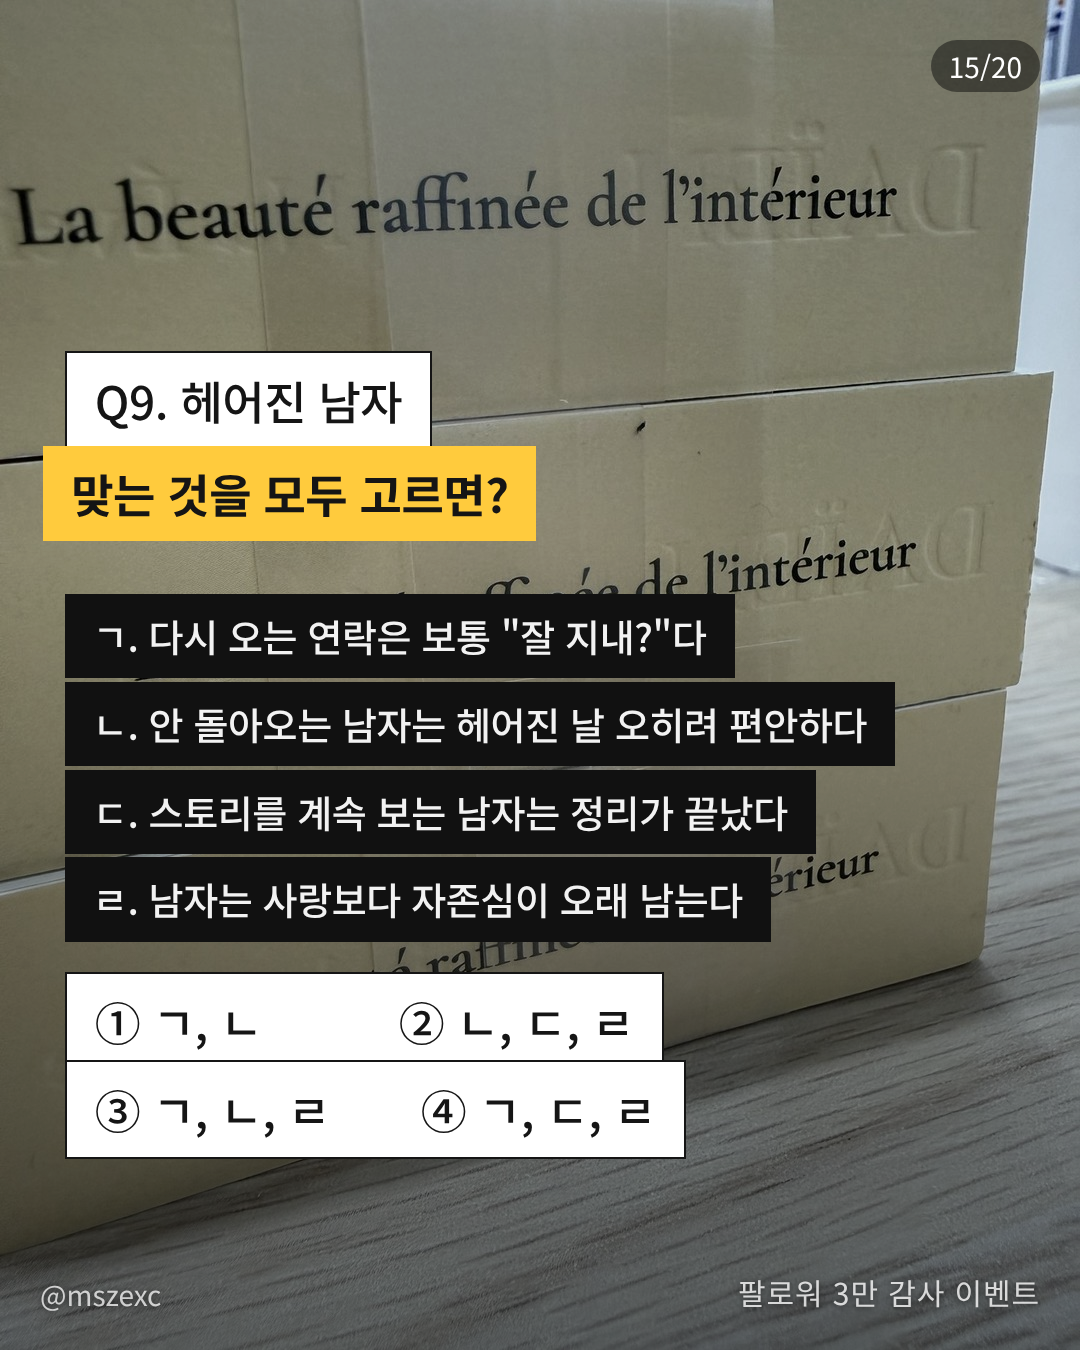 15/20
La beauté raffinée de l'intérieur
Q9. 헤어진 남자
맞는 것을 모두 고르면?
de l'intérieur
ㄱ. 다시 오는 연락은 보통 "잘 지내?"다
ㄴ. 안 돌아오는 남자는 헤어진 날 오히려 편안하다
ㄷ. 스토리를 계속 보는 남자는 정리가 끝났다
ㄹ. 남자는 사랑보다 자존심이 오래 남는다
① ㄱ, ㄴ ② ㄴ, ㄷ, ㄹ
③ ㄱ, ㄴ, ㄹ ④ ㄱ, ㄷ, ㄹ
@mszexc
팔로워 3만 감사 이벤트